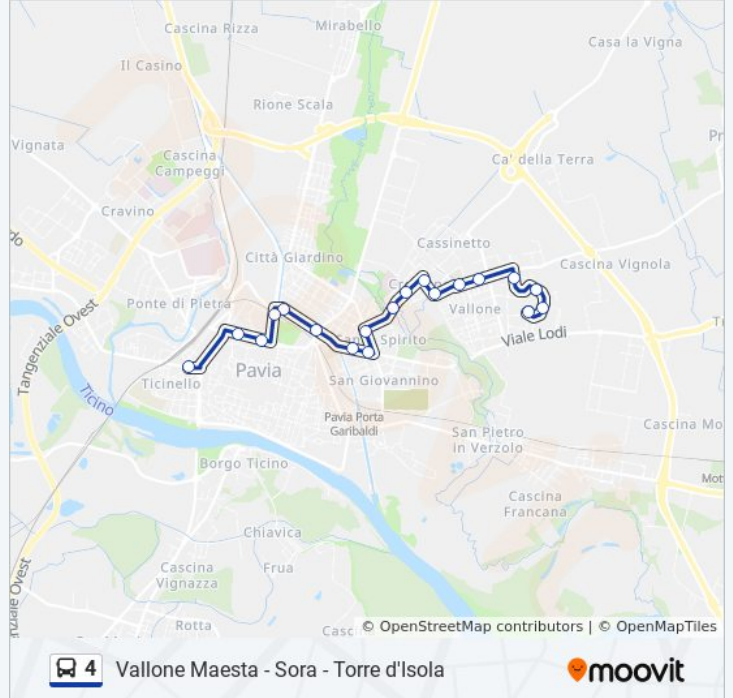 Cascina Rizza
Mirabello
Casa la Vigna
Il Casino
Rione Scala
Vignata
Cascina
Campeggi
Ca' della Terra
Cravino
Cassinetto
Città Giardino
Cascina Vignola
Ponte di Pietra
Vallone
Tangenziale Ovest
Viale Lodi
Spirito
Pavia
Ticinello
San Giovannino
Ticino
Pavia Porta
Garibaldi
Cascina Mo
San Pietro
in Verzolo
Borgo Ticino
Mot
Cascina
Francana
Chiavica
Cascina
Vignazza
Frua
nziale Ovest
Rotta
Casc
© OpenStreetMap contributors | © OpenMapTiles
4 Vallone Maesta - Sora - Torre d'Isola
moovit